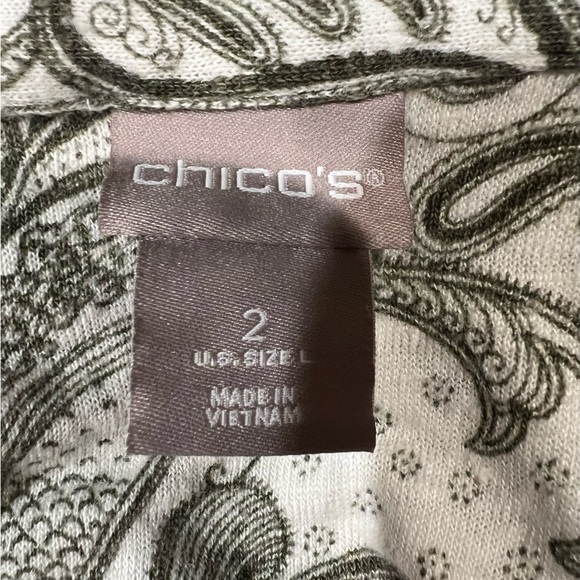 chico's®
2
U.S. SIZE L
MADE IN
VIETNAM